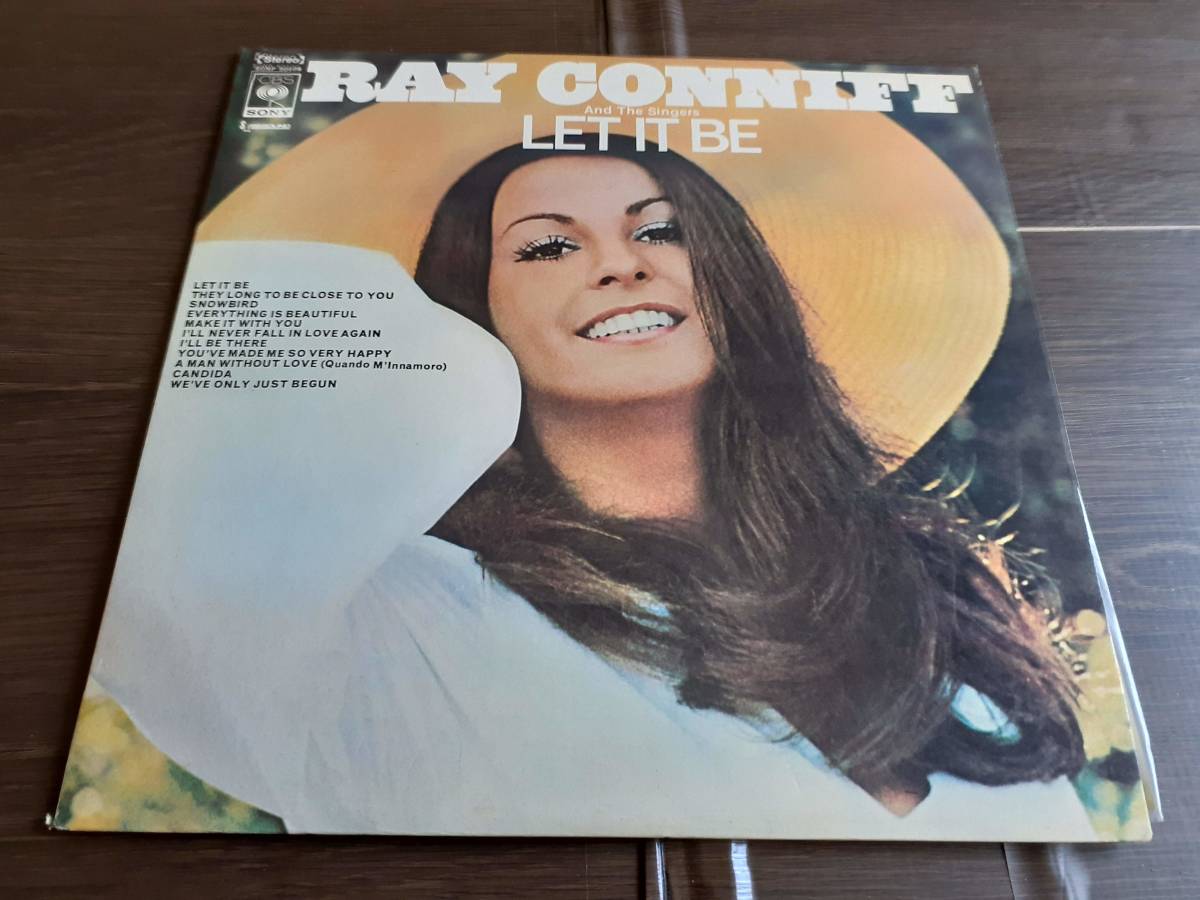 Stereo
CBS
SONY
RAY CONNIFF
And The Singers
LET IT BE
LET IT BE
THEY LONG TO BE CLOSE TO YOU
SNOWBIRD
EVERYTHING IS BEAUTIFUL
MAKE IT WITH YOU
I'LL NEVER FALL IN LOVE AGAIN
I'LL BE THERE
YOU'VE MADE ME SO VERY HAPPY
A MAN WITHOUT LOVE (Quando M'Innamoro)
CANDIDA
WE'VE ONLY JUST BEGUN